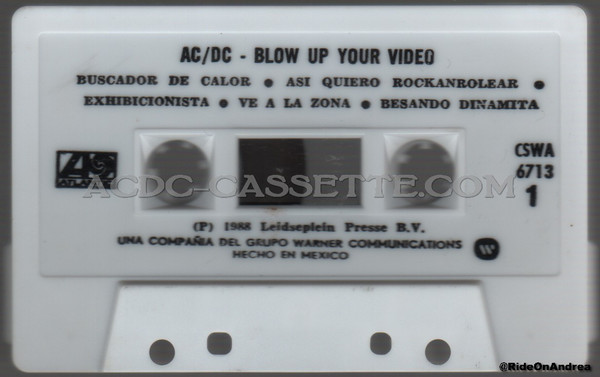 AC/DC - BLOW UP YOUR VIDEO
BUSCADOR DE CALOR ● ASI QUIERO ROCKANROLEAR ●
EXHIBICIONISTA ● VE A LA ZONA ● BESANDO DINAMITA
CSWA
6713
1
ATLANTIC
ACDC-CASSETTE.COM
(P) 1988 Leidseplein Presse B.V.
UNA COMPAÑIA DEL GRUPO WARNER COMMUNICATIONS
HECHO EN MEXICO
@RideOnAndrea